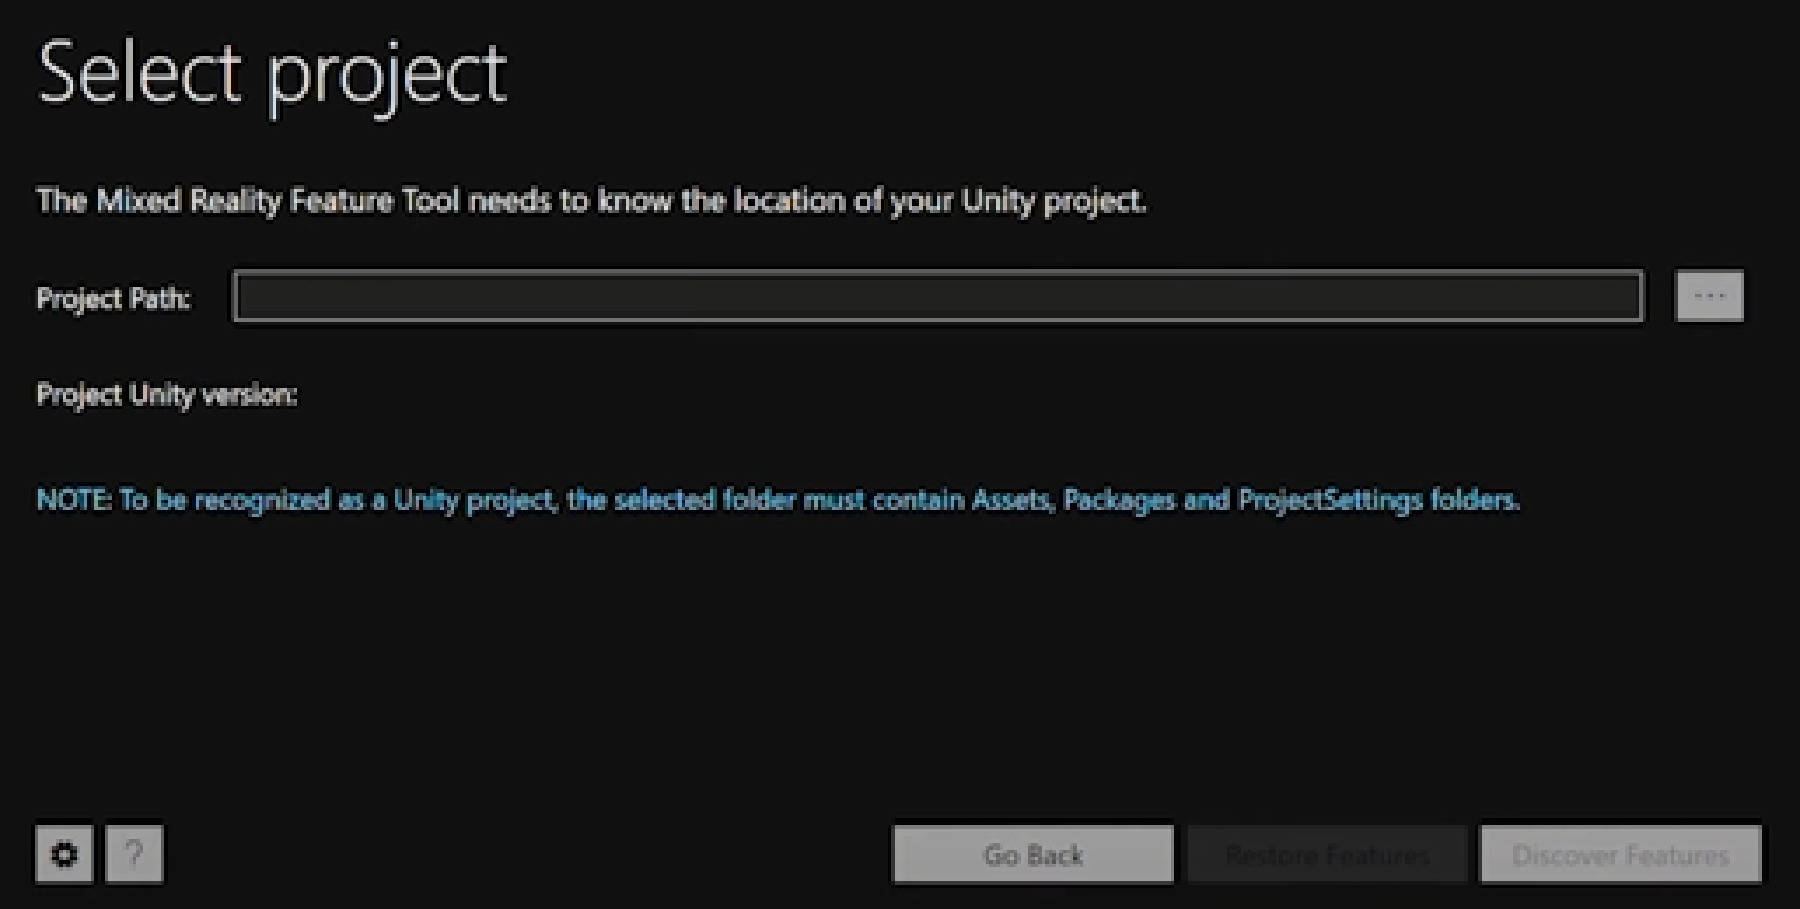 Select project
The Mixed Reality Feature Tool needs to know the location of your Unity project.
Project Path:
...
Project Unity version:
NOTE: To be recognized as a Unity project, the selected folder must contain Assets, Packages and ProjectSettings folders.
?
Go Back
Restore Features
Discover Features